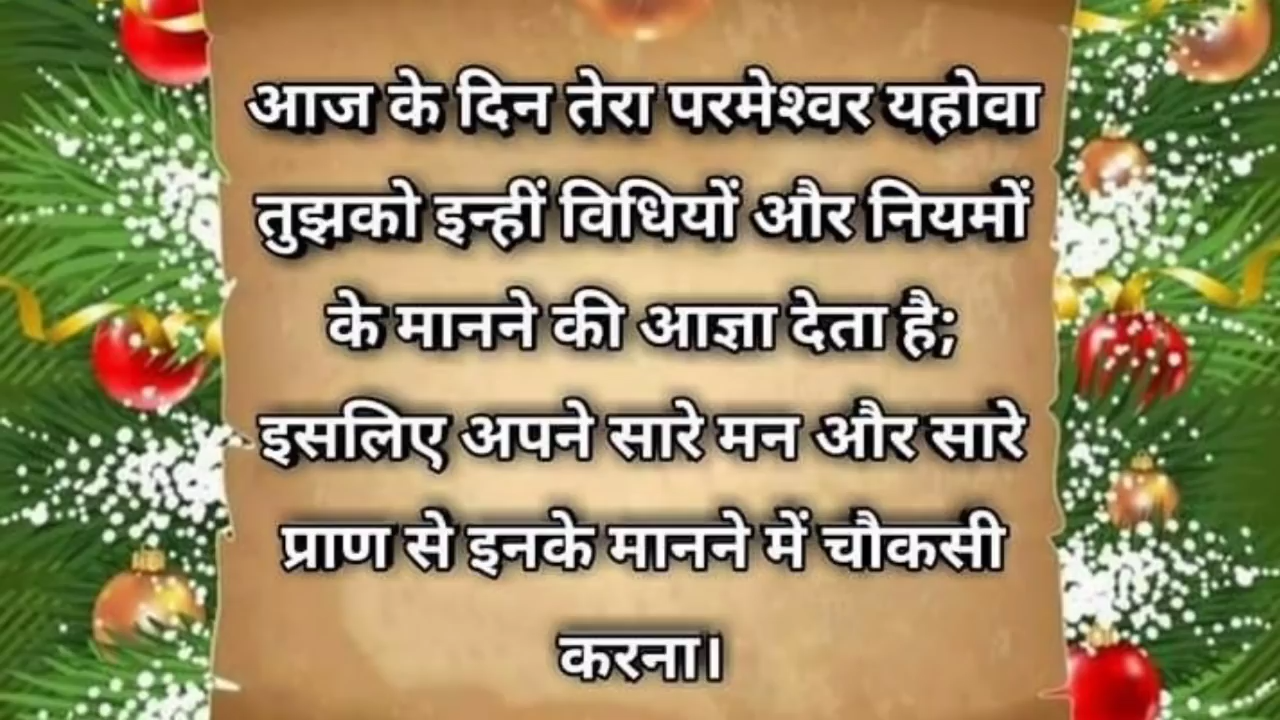 आज के दिन तेरा परमेश्वर यहोवा
तुझको इन्हीं विधियों और नियमों
के मानने की आज्ञा देता है;
इसलिए अपने सारे मन और सारे
प्राण से इनके मानने में चौकसी
करना।